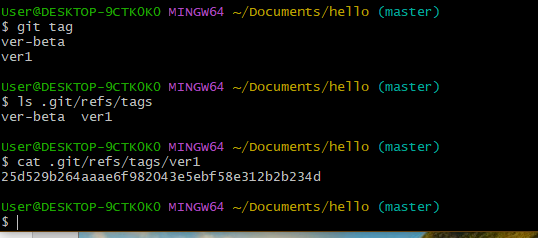 User@DESKTOP-9CTK0K0 MINGW64 ~/Documents/hello (master)
$ git tag
ver-beta
ver1
User@DESKTOP-9CTK0K0 MINGW64 ~/Documents/hello (master)
$ ls .git/refs/tags
ver-beta  ver1
User@DESKTOP-9CTK0K0 MINGW64 ~/Documents/hello (master)
$ cat .git/refs/tags/ver1
25d529b264aaae6f982043e5ebf58e312b2b234d
User@DESKTOP-9CTK0K0 MINGW64 ~/Documents/hello (master)
$